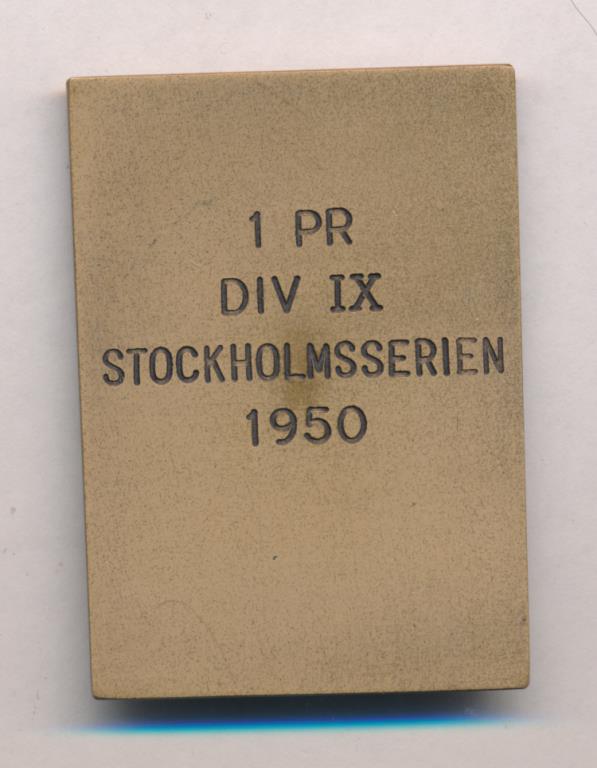 1 PR
DIV IX
STOCKHOLMSSERIEN
1950